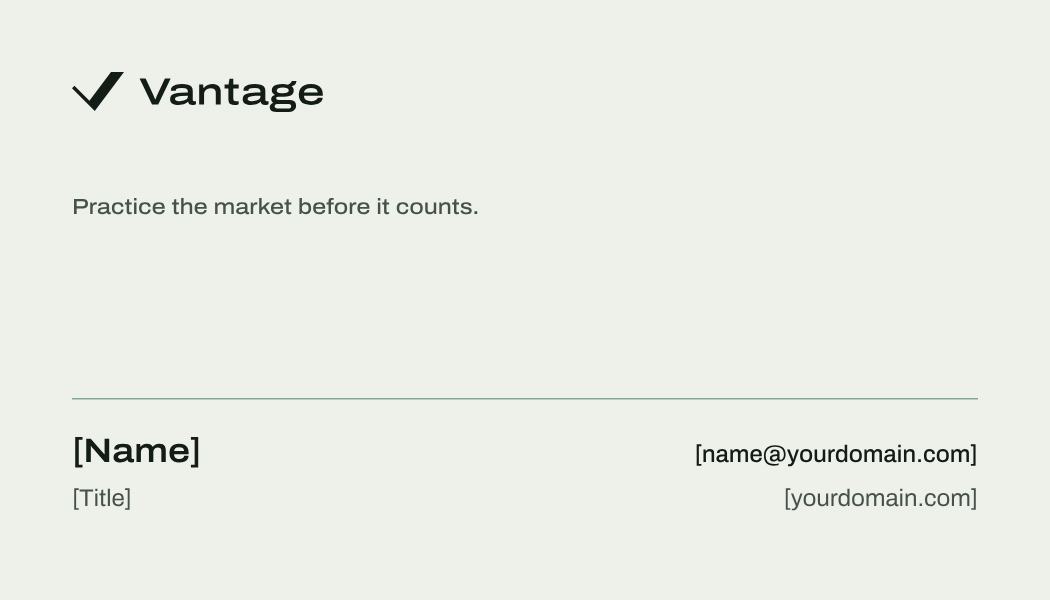 Vantage
Practice the market before it counts.
[Name]
[name@yourdomain.com]
[Title]
[yourdomain.com]